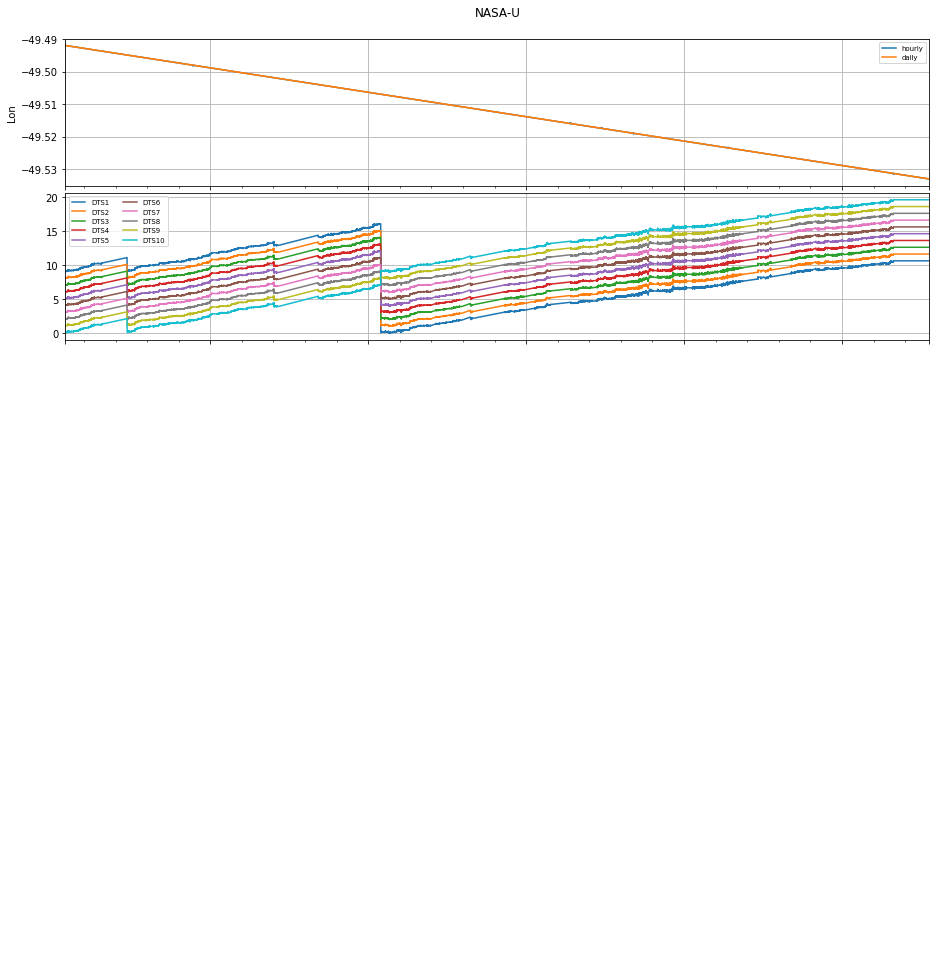 NASA-U
−49.49
−49.50
−49.51
−49.52
−49.53
Lon
hourly
daily
20
15
10
5
0
DTS1 DTS6
DTS2 DTS7
DTS3 DTS8
DTS4 DTS9
DTS5 DTS10